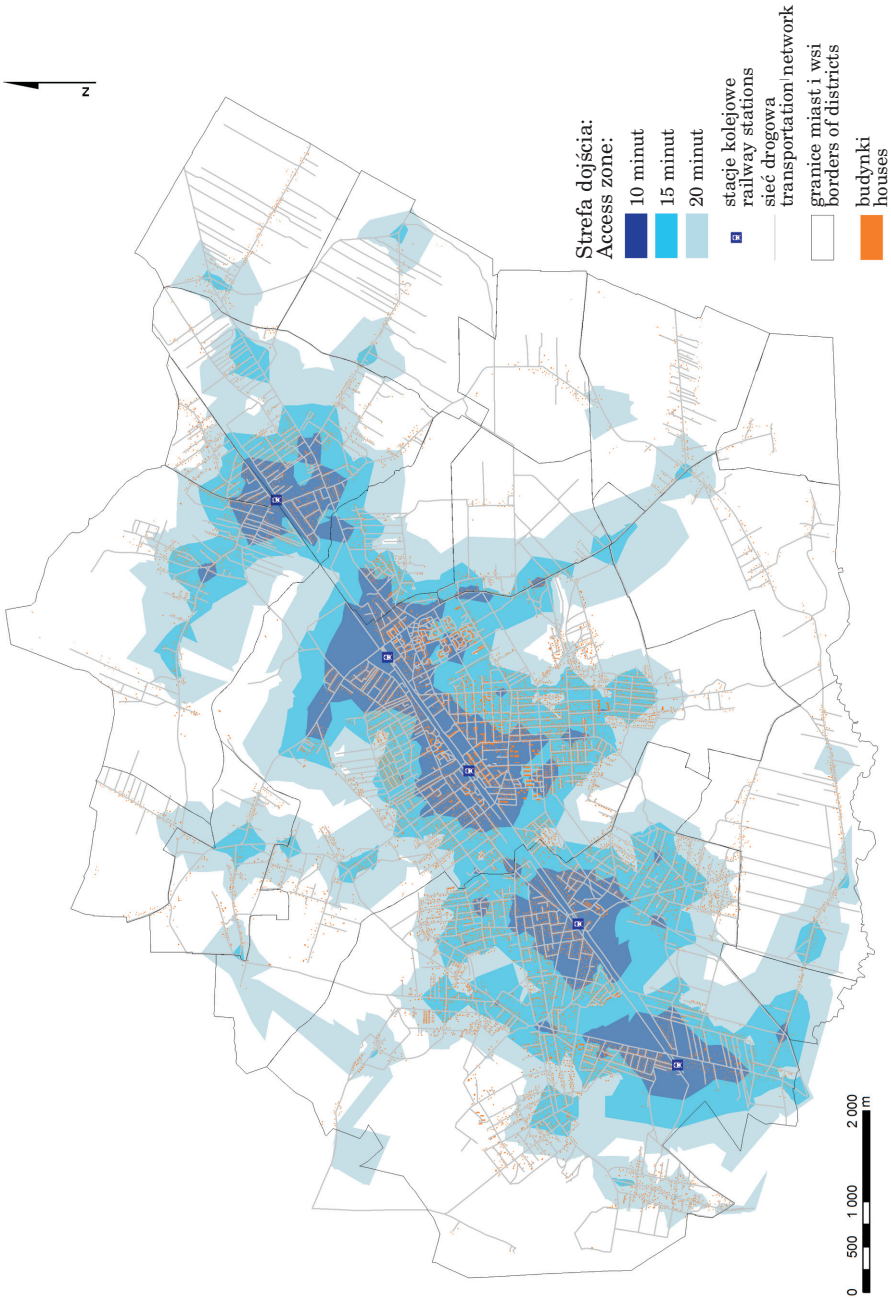 N
Strefa dojścia:
Access zone:
10 minut
15 minut
20 minut
stacje kolejowe
railway stations
sieć drogowa
transportation network
granice miast i wsi
borders of districts
budynki
houses
0 500 1 000 2 000
m